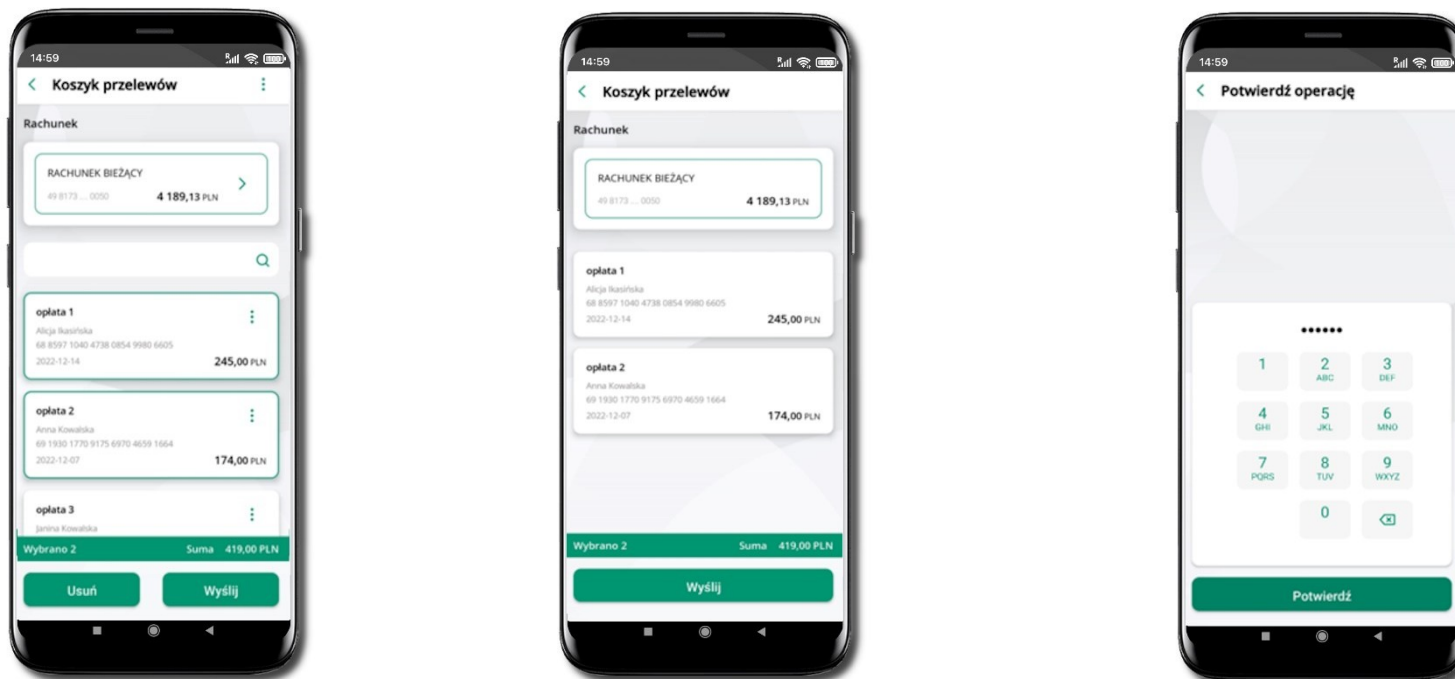 14:59
Koszyk przelewów
Rachunek
RACHUNEK BIEŻĄCY
49 8173 ... 0050 4 189,13 PLN
opłata 1
Alicja Ikasińska
68 8597 1040 4738 0854 9980 6605
2022-12-14 245,00 PLN
opłata 2
Anna Kowalska
69 1930 1770 9175 6970 4659 1664
2022-12-07 174,00 PLN
opłata 3
Janina Kowalska
Wybrano 2 Suma 419,00 PLN
Usuń Wyślij
14:59
Koszyk przelewów
Rachunek
RACHUNEK BIEŻĄCY
49 8173 ... 0050 4 189,13 PLN
opłata 1
Alicja Ikasińska
68 8597 1040 4738 0854 9980 6605
2022-12-14 245,00 PLN
opłata 2
Anna Kowalska
69 1930 1770 9175 6970 4659 1664
2022-12-07 174,00 PLN
Wybrano 2 Suma 419,00 PLN
Wyślij
14:59
Potwierdź operację
••••••
1 2 3
ABC DEF
4 5 6
GHI JKL MNO
7 8 9
PQRS TUV WXYZ
0
Potwierdź